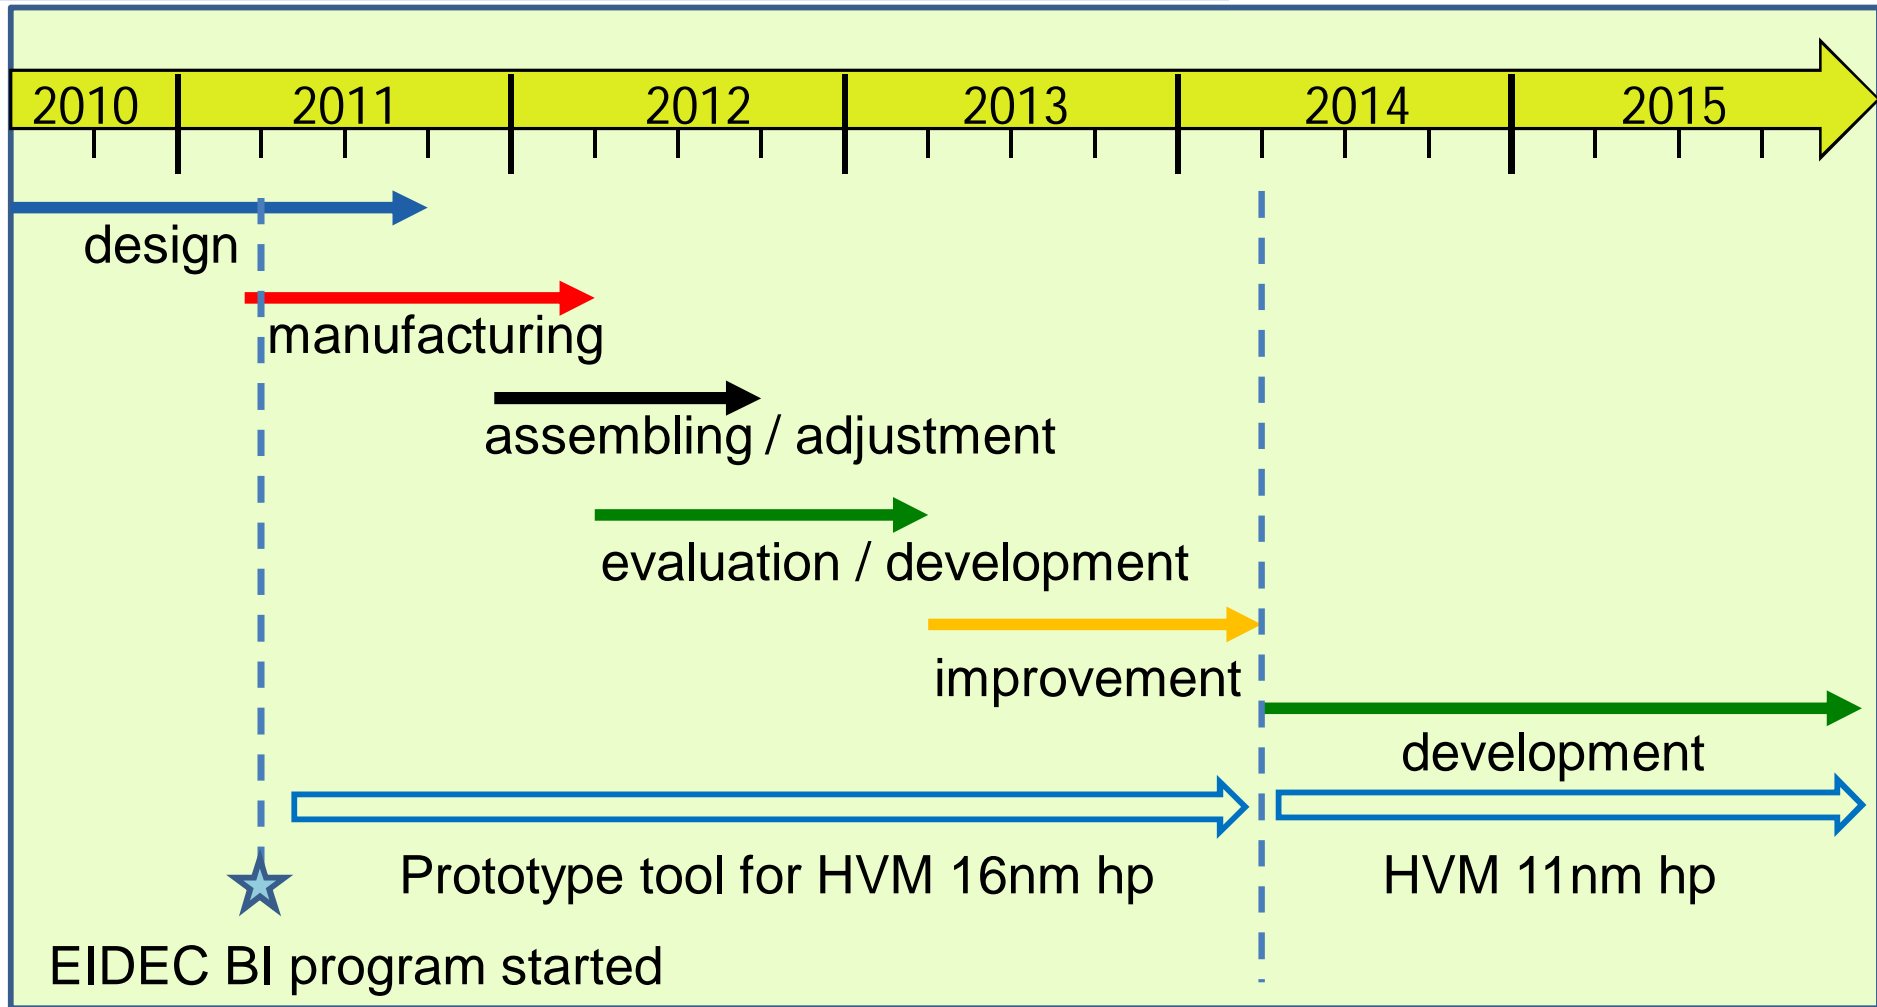 2010 2011 2012 2013 2014 2015
design
manufacturing
assembling / adjustment
evaluation / development
improvement
development
Prototype tool for HVM 16nm hp
HVM 11nm hp
EIDEC BI program started